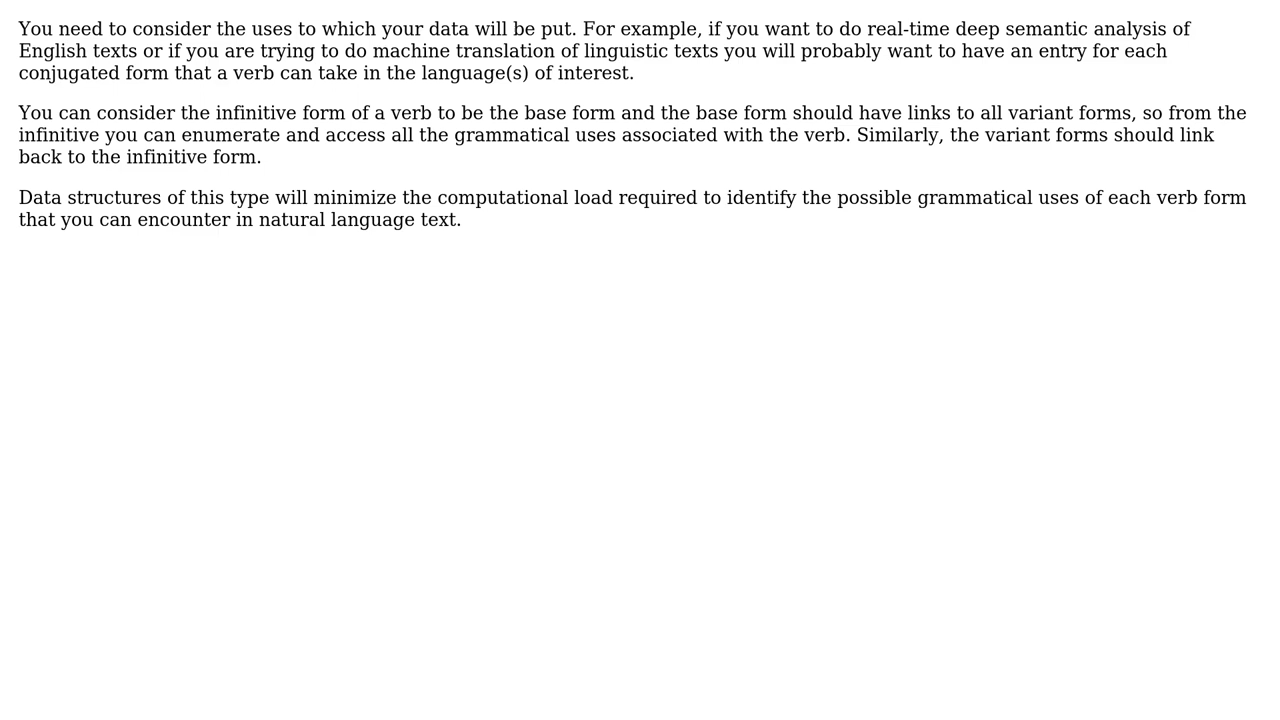 You need to consider the uses to which your data will be put. For example, if you want to do real-time deep semantic analysis of
English texts or if you are trying to do machine translation of linguistic texts you will probably want to have an entry for each
conjugated form that a verb can take in the language(s) of interest.
You can consider the infinitive form of a verb to be the base form and the base form should have links to all variant forms, so from the
infinitive you can enumerate and access all the grammatical uses associated with the verb. Similarly, the variant forms should link
back to the infinitive form.
Data structures of this type will minimize the computational load required to identify the possible grammatical uses of each verb form
that you can encounter in natural language text.